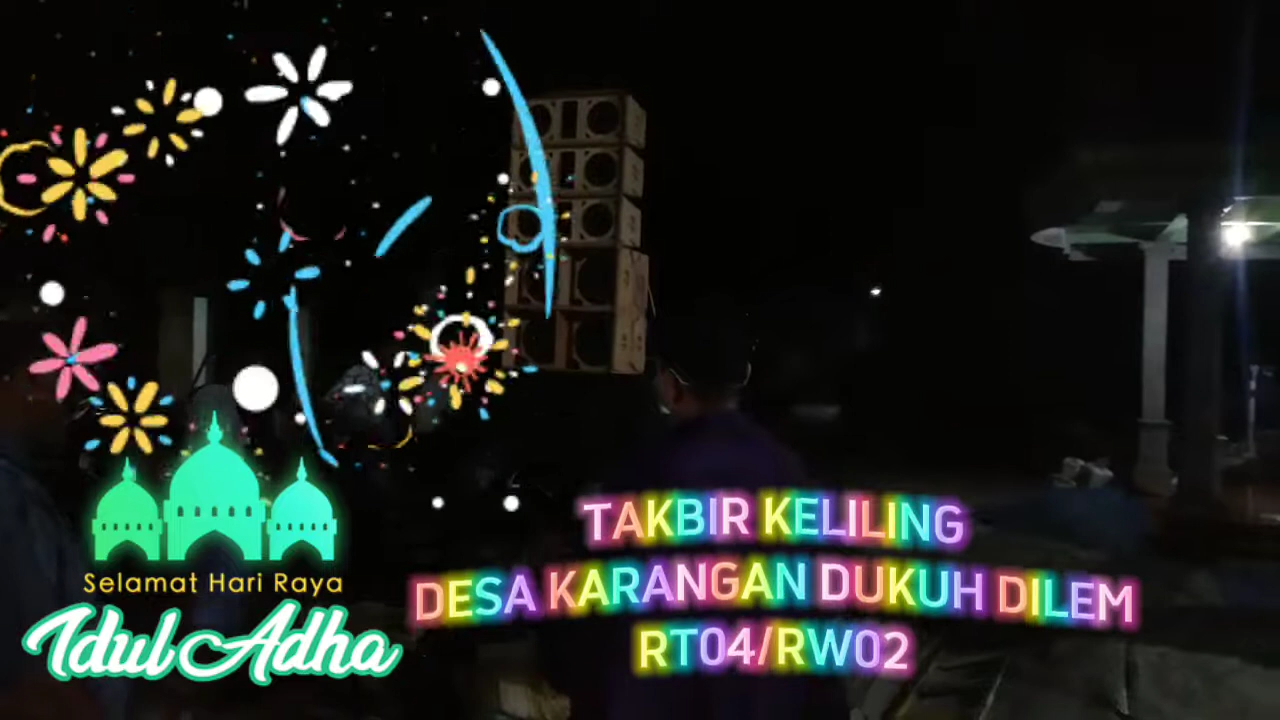 Selamat Hari Raya
Idul Adha
TAKBIR KELILING
DESA KARANGAN DUKUH DILEM
RT04/RW02